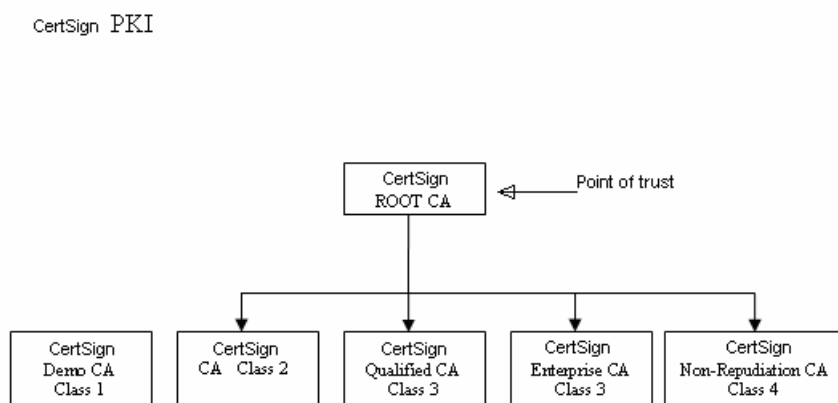 CertSign PKI
CertSign
ROOT CA
Point of trust
CertSign
Demo CA
Class 1
CertSign
CA Class 2
CertSign
Qualified CA
Class 3
CertSign
Enterprise CA
Class 3
CertSign
Non-Repudiation CA
Class 4